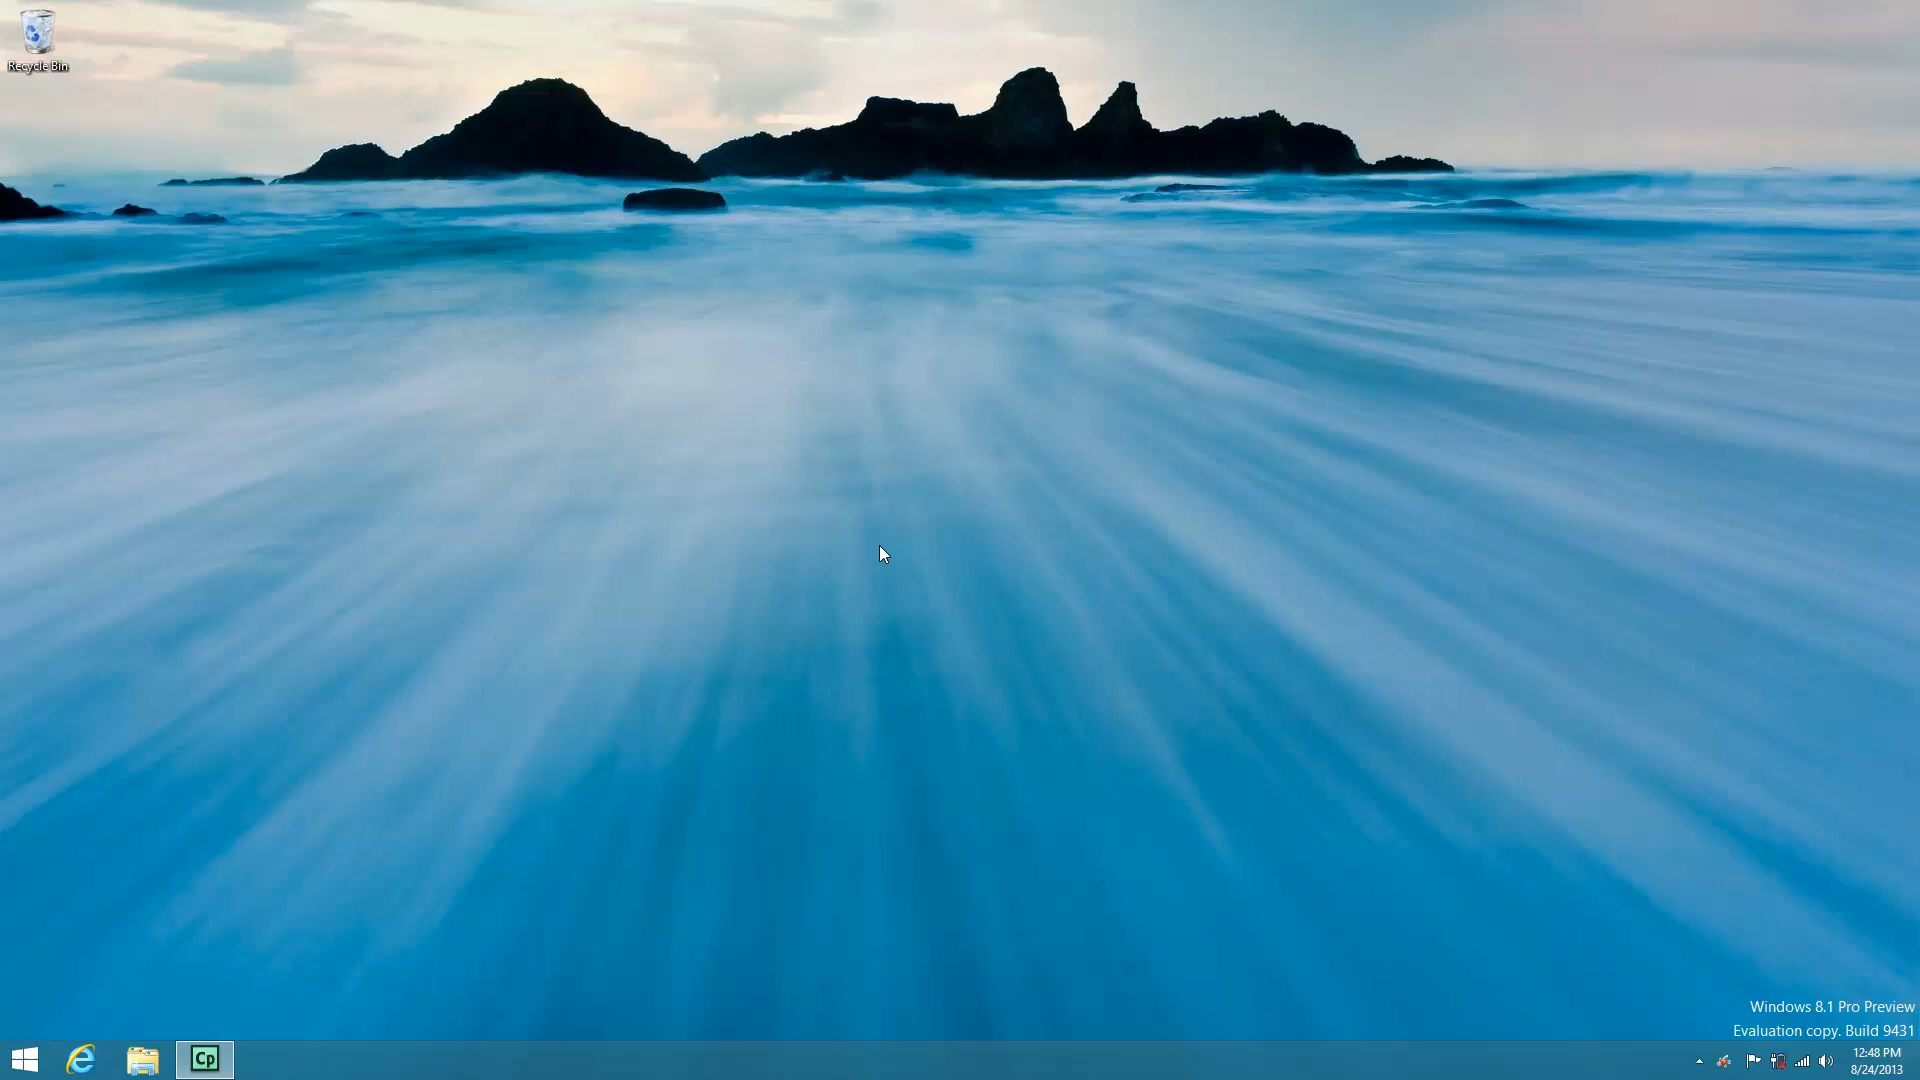 Recycle Bin
Windows 8.1 Pro Preview
Evaluation copy. Build 9431
Cp
12:48 PM
8/24/2013